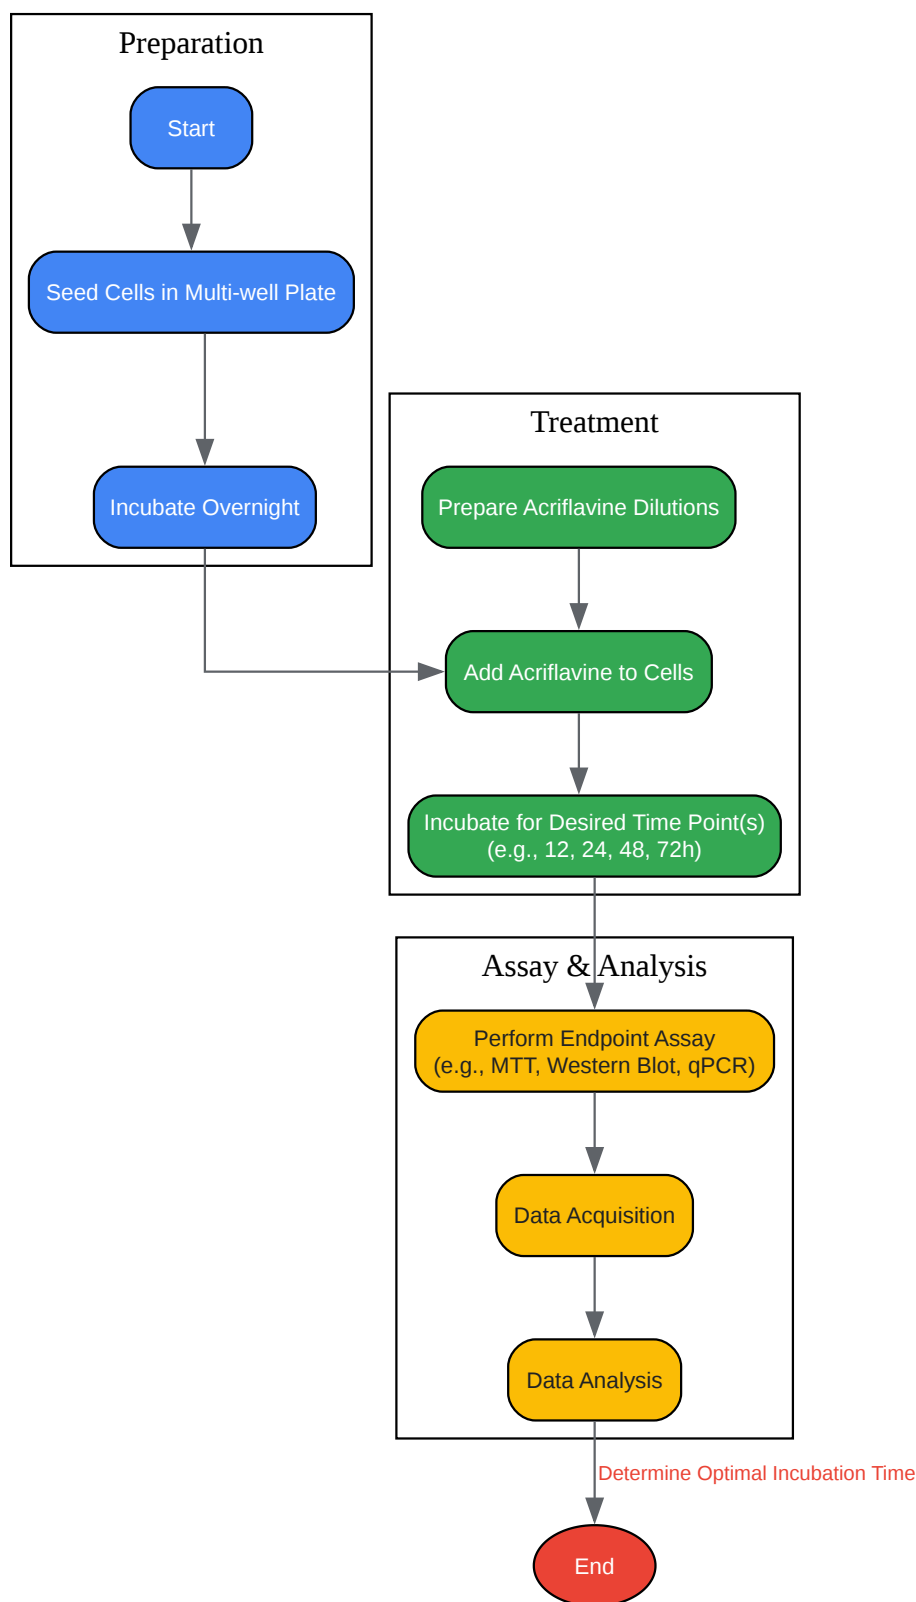 Preparation
Start
Seed Cells in Multi-well Plate
Incubate Overnight
Treatment
Prepare Acriflavine Dilutions
Add Acriflavine to Cells
Incubate for Desired Time Point(s)
(e.g., 12, 24, 48, 72h)
Assay & Analysis
Perform Endpoint Assay
(e.g., MTT, Western Blot, qPCR)
Data Acquisition
Data Analysis
Determine Optimal Incubation Time
End